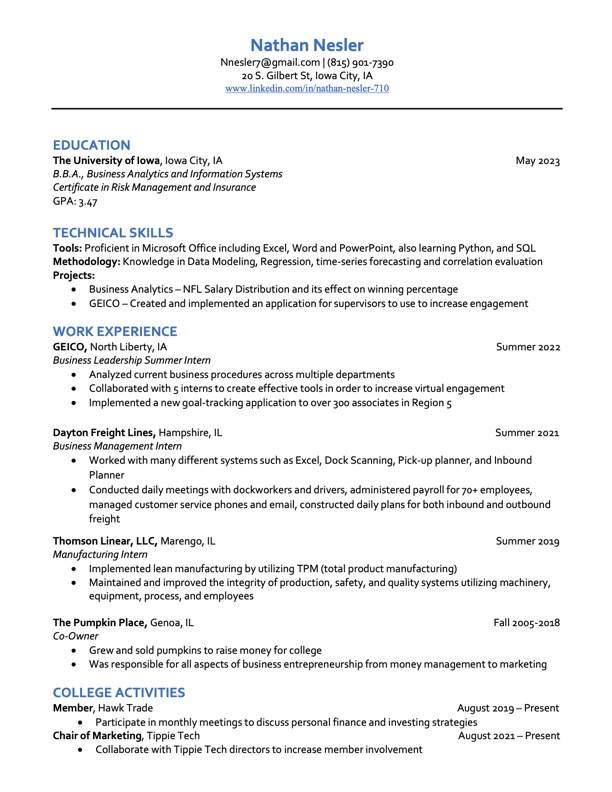 Nathan Nesler
Nnesler7@gmail.com | (815) 901-7390
20 S. Gilbert St, Iowa City, IA
www.linkedin.com/in/nathan-nesler-710
EDUCATION
The University of Iowa, Iowa City, IA May 2023
B.B.A., Business Analytics and Information Systems
Certificate in Risk Management and Insurance
GPA: 3.47
TECHNICAL SKILLS
Tools: Proficient in Microsoft Office including Excel, Word and PowerPoint, also learning Python, and SQL
Methodology: Knowledge in Data Modeling, Regression, time-series forecasting and correlation evaluation
Projects:
• Business Analytics – NFL Salary Distribution and its effect on winning percentage
• GEICO – Created and implemented an application for supervisors to use to increase engagement
WORK EXPERIENCE
GEICO, North Liberty, IA Summer 2022
Business Leadership Summer Intern
• Analyzed current business procedures across multiple departments
• Collaborated with 5 interns to create effective tools in order to increase virtual engagement
• Implemented a new goal-tracking application to over 300 associates in Region 5
Dayton Freight Lines, Hampshire, IL Summer 2021
Business Management Intern
• Worked with many different systems such as Excel, Dock Scanning, Pick-up planner, and Inbound
Planner
• Conducted daily meetings with dockworkers and drivers, administered payroll for 70+ employees,
managed customer service phones and email, constructed daily plans for both inbound and outbound
freight
Thomson Linear, LLC, Marengo, IL Summer 2019
Manufacturing Intern
• Implemented lean manufacturing by utilizing TPM (total product manufacturing)
• Maintained and improved the integrity of production, safety, and quality systems utilizing machinery,
equipment, process, and employees
The Pumpkin Place, Genoa, IL Fall 2005-2018
Co-Owner
• Grew and sold pumpkins to raise money for college
• Was responsible for all aspects of business entrepreneurship from money management to marketing
COLLEGE ACTIVITIES
Member, Hawk Trade August 2019 – Present
• Participate in monthly meetings to discuss personal finance and investing strategies
Chair of Marketing, Tippie Tech August 2021 – Present
• Collaborate with Tippie Tech directors to increase member involvement